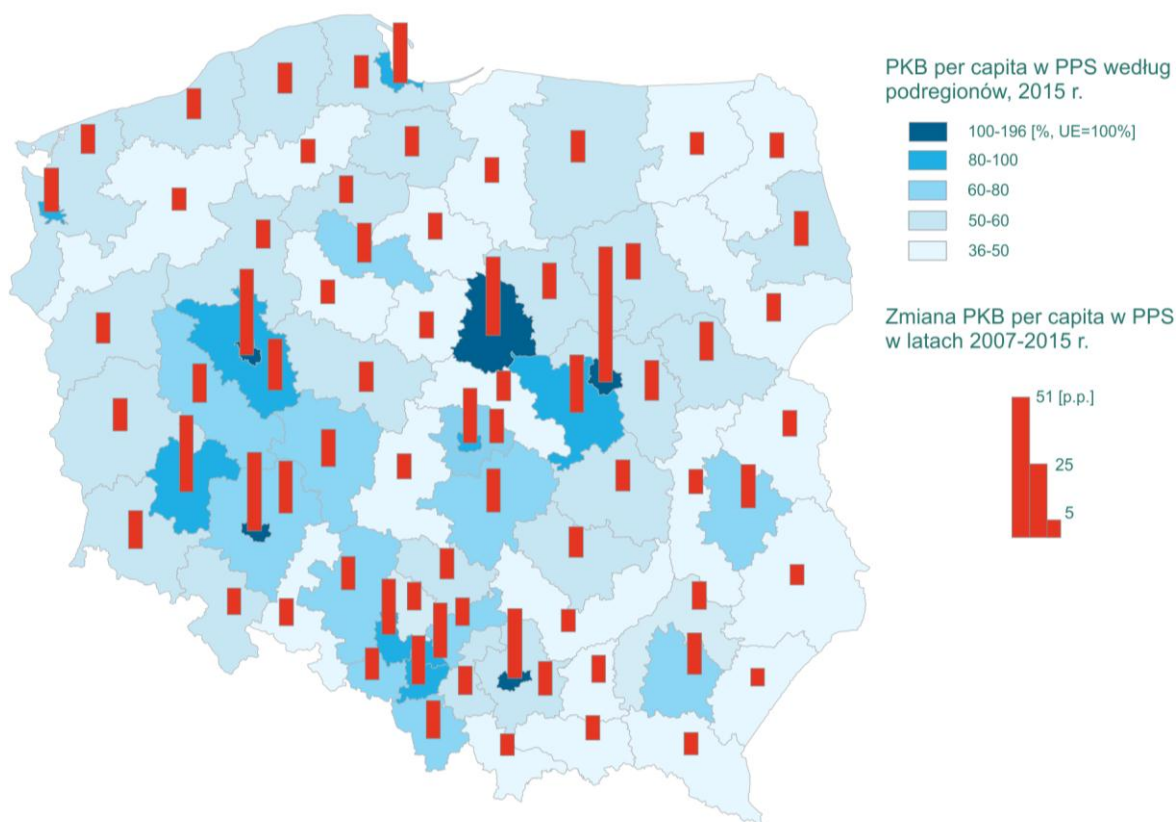 PKB per capita w PPS według
podregionów, 2015 r.
100-196 [%, UE=100%]
80-100
60-80
50-60
36-50
Zmiana PKB per capita w PPS
w latach 2007-2015 r.
51 [p.p.]
25
5